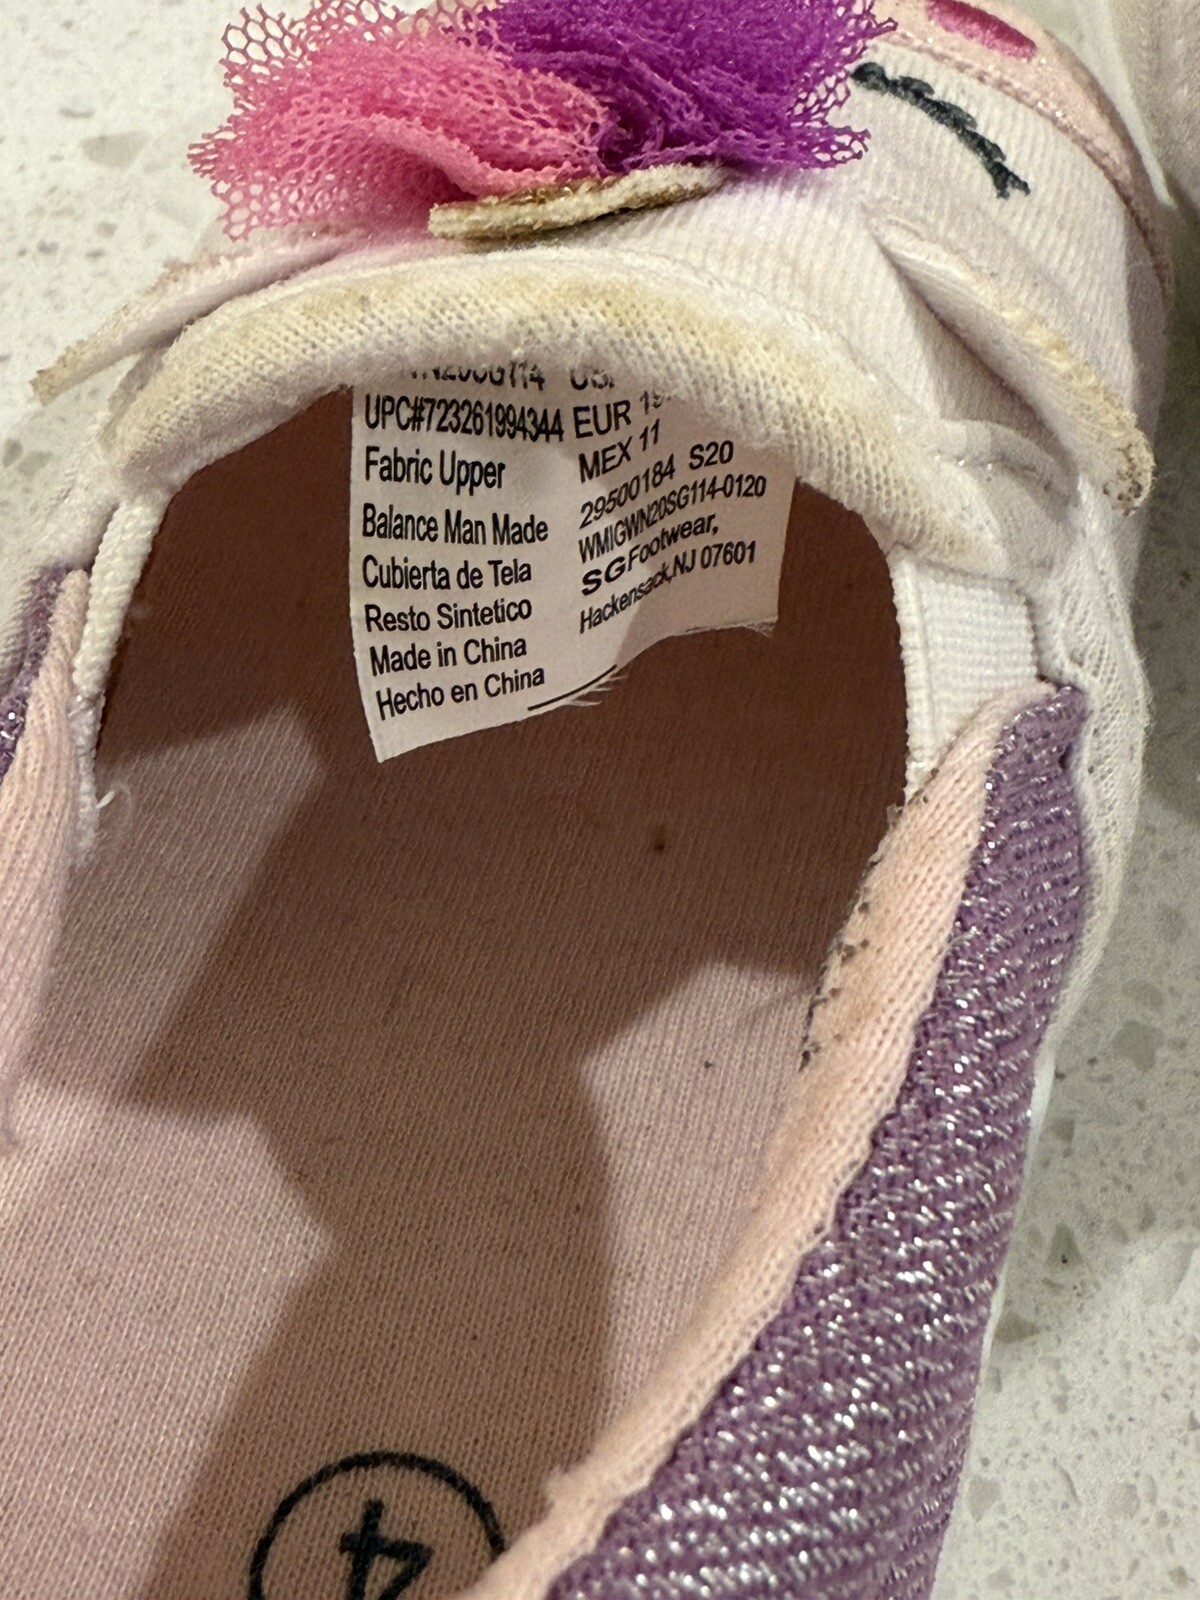 UPC#723261994344
Fabric Upper
Balance Man Made
Cubierta de Tela
Resto Sintetico
Made in China
Hecho en China
EUR
MEX 11
29500184 S20
WMIGWN20SG114-0120
SGFootwear,
Hackensack,NJ 07601
4